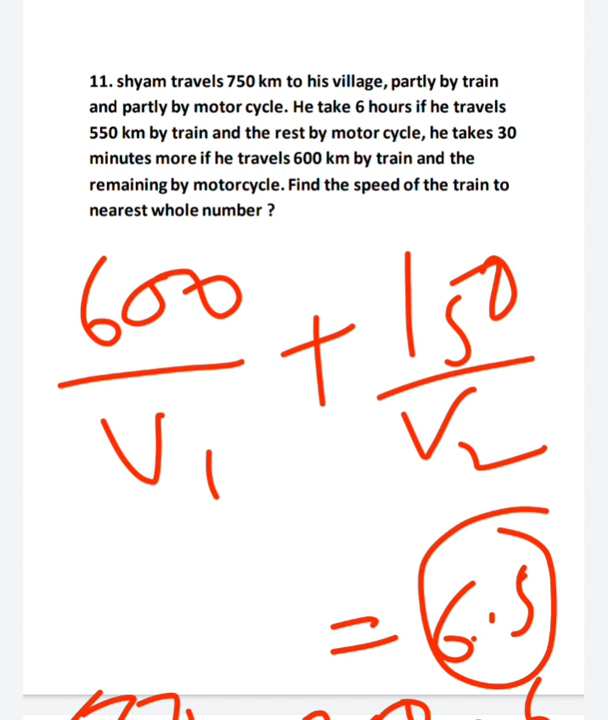 11. shyam travels 750 km to his village, partly by train
and partly by motor cycle. He take 6 hours if he travels
550 km by train and the rest by motor cycle, he takes 30
minutes more if he travels 600 km by train and the
remaining by motorcycle. Find the speed of the train to
nearest whole number ?
600 + 150
V1 V2
= 6.5